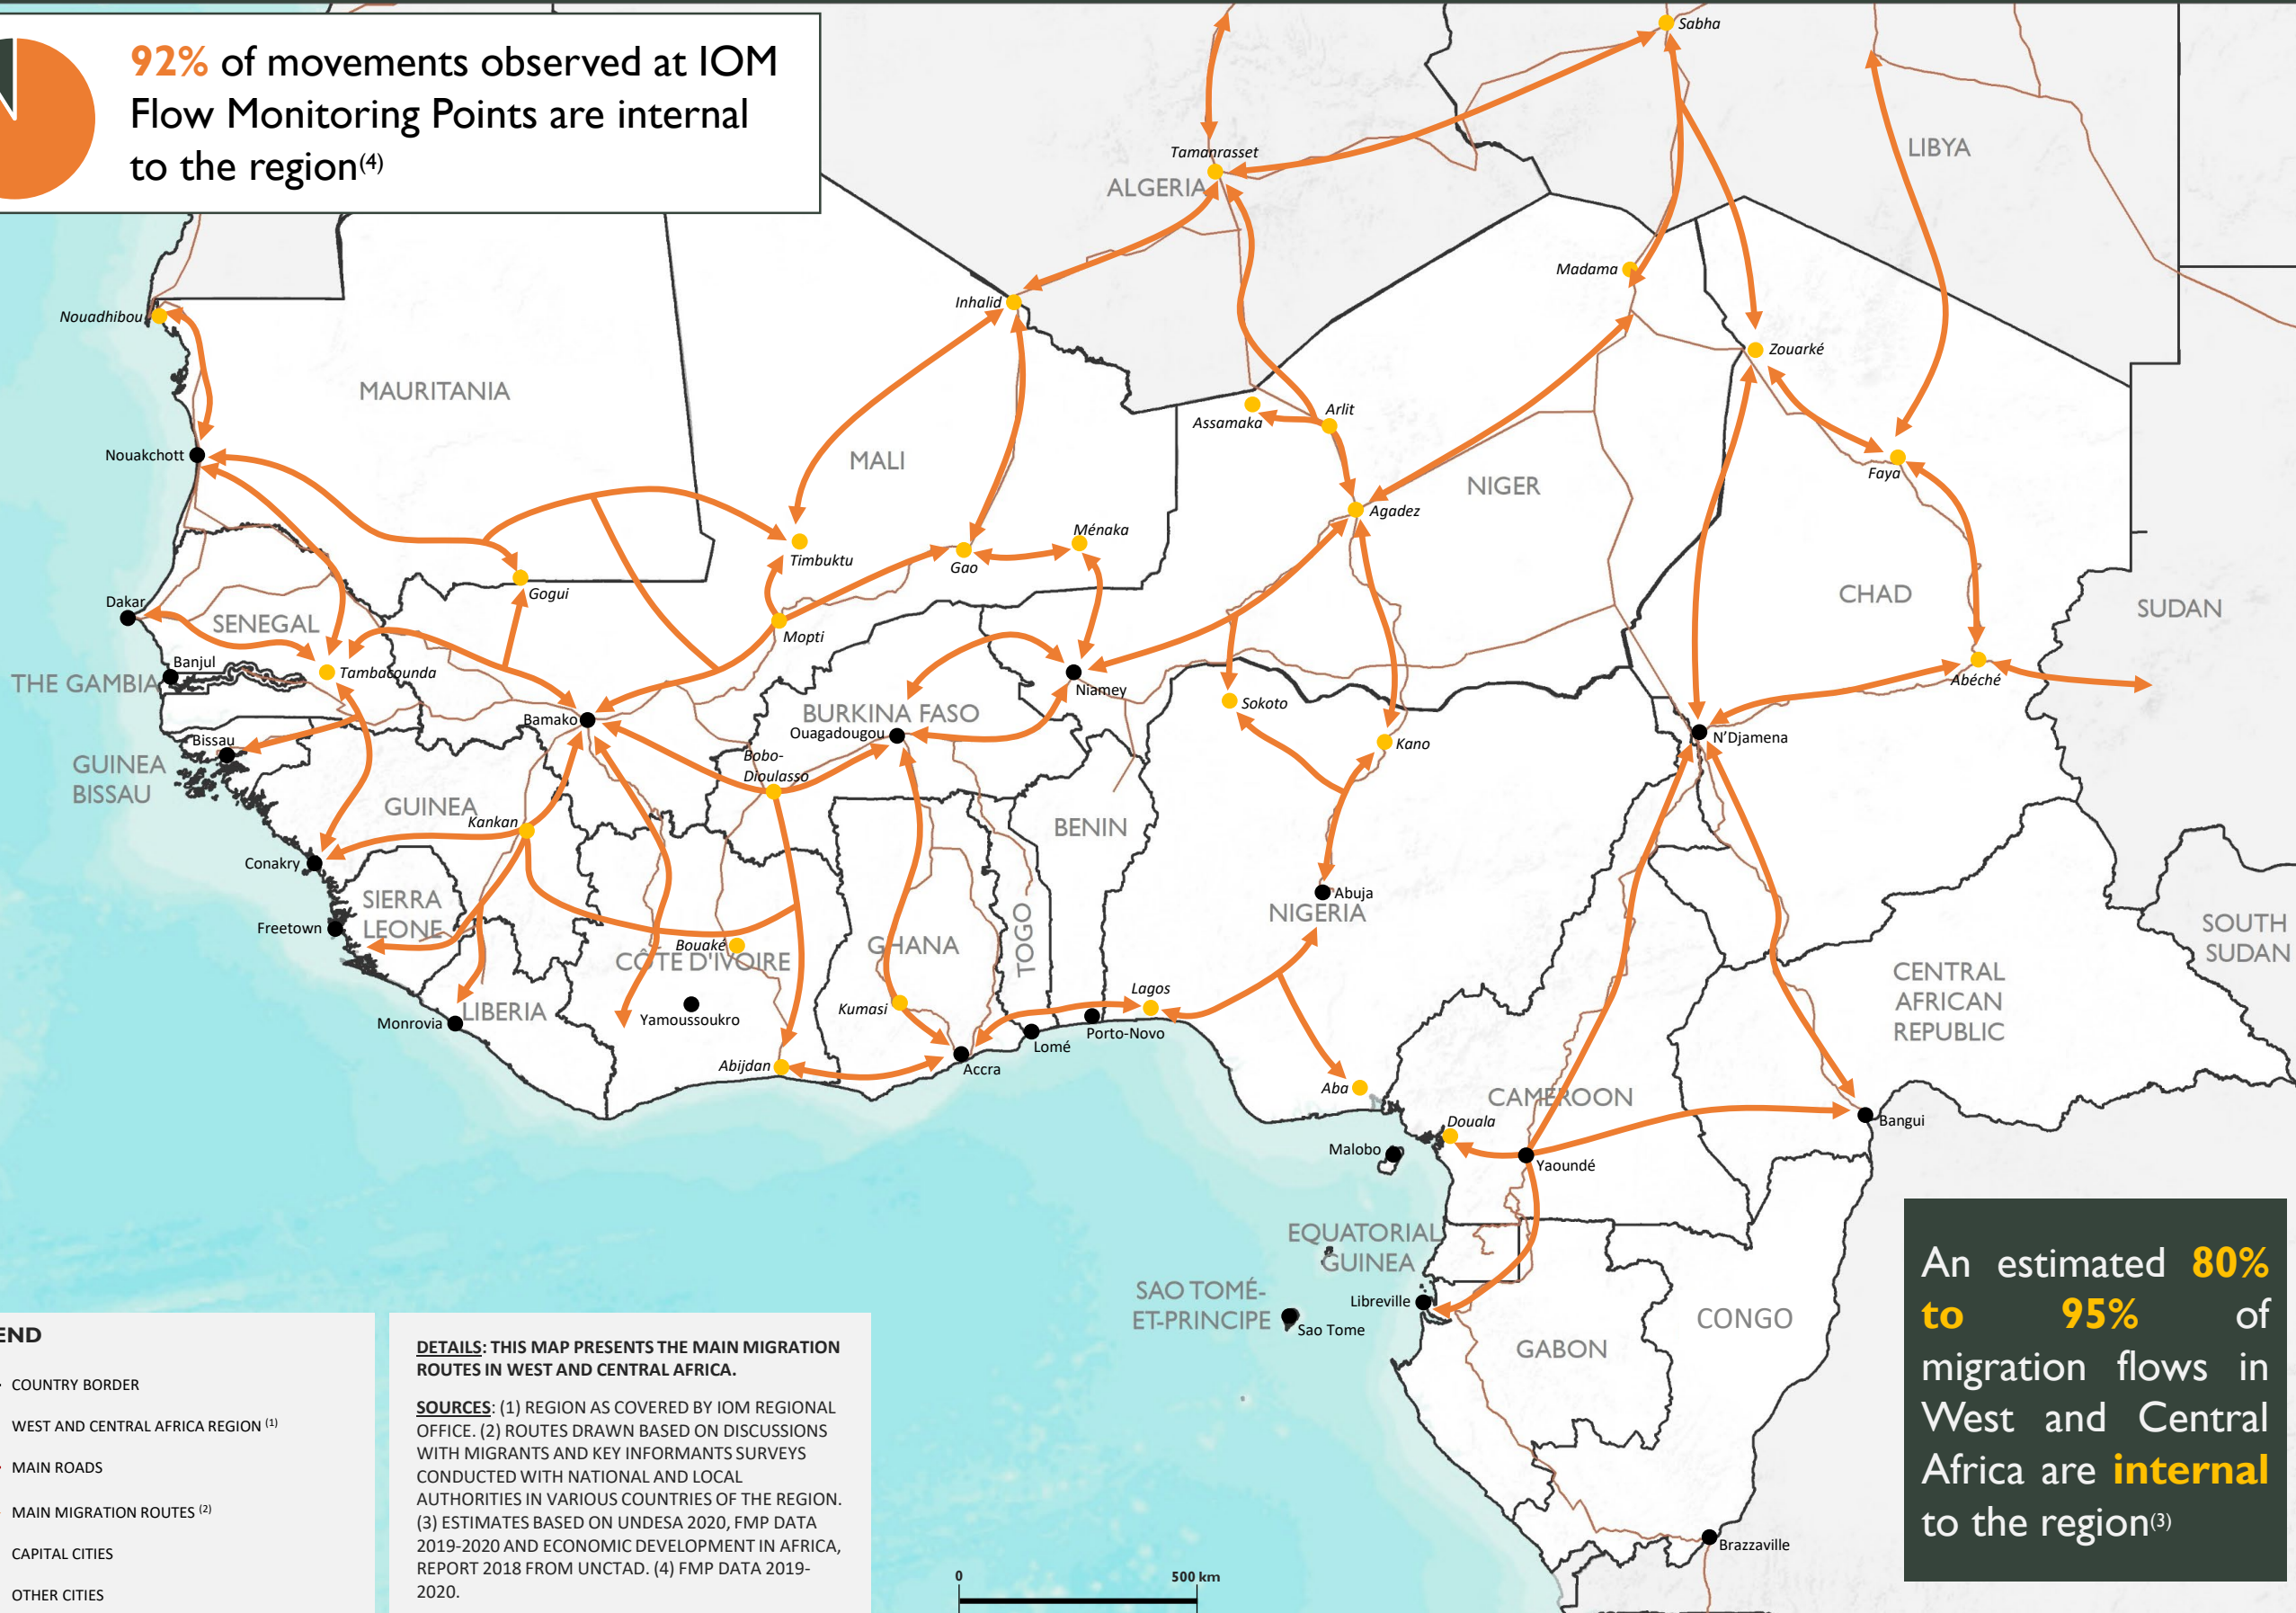 92% of movements observed at IOM
Flow Monitoring Points are internal
to the region(4)
Sabha
LIBYA
Tamanrasset
ALGERIA
Madama
Inhalid
Nouadhibou
Zouarké
MAURITANIA
Assamaka
Arlit
Nouakchott
MALI
NIGER
Faya
Agadez
Ménaka
Timbuktu
Gao
Gogui
CHAD
SUDAN
Dakar
SENEGAL
Mopti
Banjul
THE GAMBIA
Tambacounda
Niamey
Abéché
Sokoto
BURKINA FASO
Bamako
Ouagadougou
N'Djamena
Bissau
Kano
GUINEA
BISSAU
Bobo-
Dioulasso
GUINEA
Kankan
BENIN
Conakry
Abuja
SIERRA
LEONE
NIGERIA
Freetown
TOGO
SOUTH
SUDAN
Bouaké
GHANA
CÔTE D'IVOIRE
CENTRAL
AFRICAN
REPUBLIC
Lagos
Kumasi
LIBERIA
Monrovia
Yamoussoukro
Porto-Novo
Lomé
Abijdan
Accra
Aba
CAMEROON
Douala
Bangui
Malobo
Yaoundé
EQUATORIAL
GUINEA
SAO TOMÉ-
ET-PRINCIPE
Libreville
Sao Tome
CONGO
GABON
Brazzaville
An estimated 80%
to 95% of
migration flows in
West and Central
Africa are internal
to the region(3)
END
COUNTRY BORDER
WEST AND CENTRAL AFRICA REGION (1)
MAIN ROADS
MAIN MIGRATION ROUTES (2)
CAPITAL CITIES
OTHER CITIES
DETAILS: THIS MAP PRESENTS THE MAIN MIGRATION
ROUTES IN WEST AND CENTRAL AFRICA.
SOURCES: (1) REGION AS COVERED BY IOM REGIONAL
OFFICE. (2) ROUTES DRAWN BASED ON DISCUSSIONS
WITH MIGRANTS AND KEY INFORMANTS SURVEYS
CONDUCTED WITH NATIONAL AND LOCAL
AUTHORITIES IN VARIOUS COUNTRIES OF THE REGION.
(3) ESTIMATES BASED ON UNDESA 2020, FMP DATA
2019-2020 AND ECONOMIC DEVELOPMENT IN AFRICA,
REPORT 2018 FROM UNCTAD. (4) FMP DATA 2019-
2020.
0 500 km